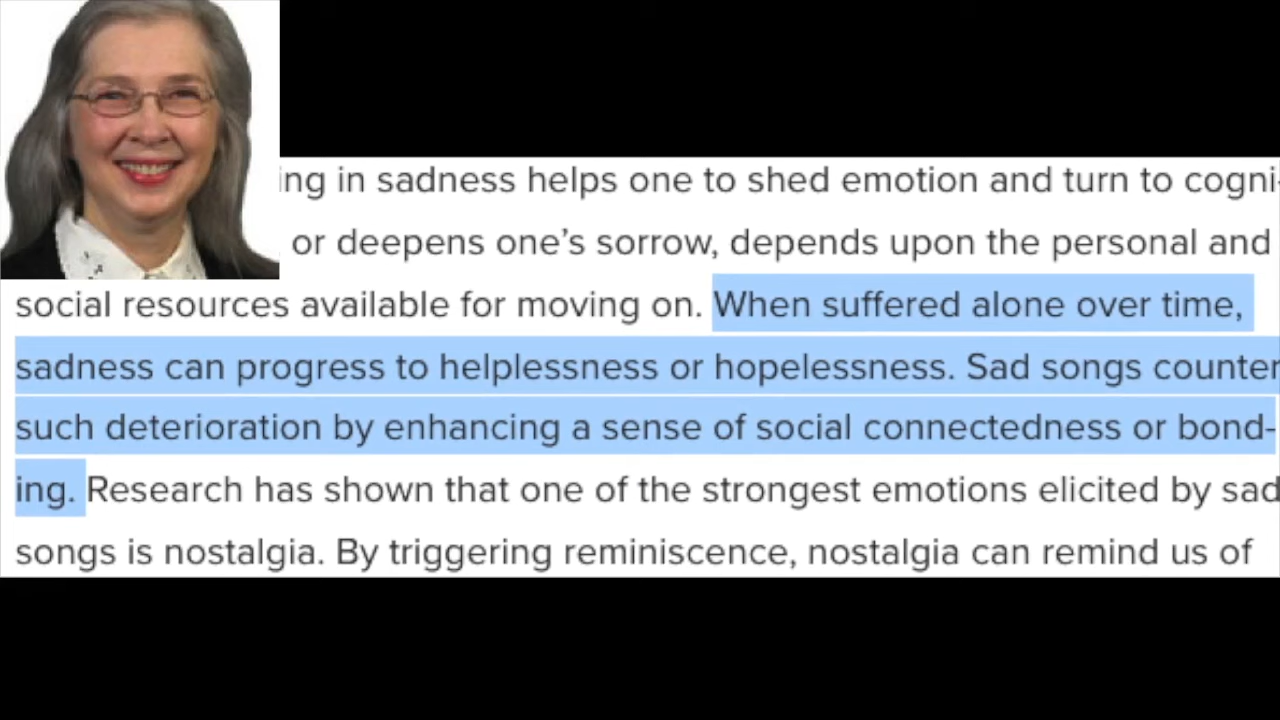 ing in sadness helps one to shed emotion and turn to cogni-
or deepens one’s sorrow, depends upon the personal and
social resources available for moving on. When suffered alone over time,
sadness can progress to helplessness or hopelessness. Sad songs counter
such deterioration by enhancing a sense of social connectedness or bond-
ing. Research has shown that one of the strongest emotions elicited by sad
songs is nostalgia. By triggering reminiscence, nostalgia can remind us of